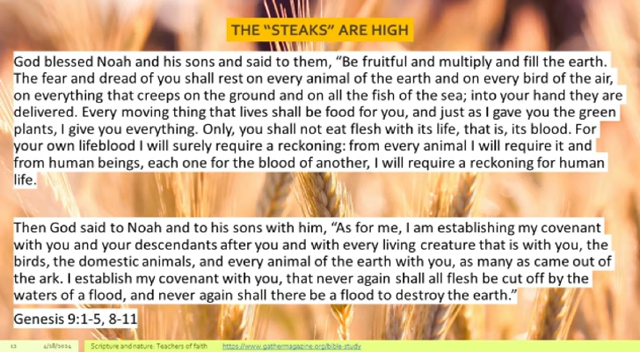 THE "STEAKS" ARE HIGH
God blessed Noah and his sons and said to them, “Be fruitful and multiply and fill the earth.
The fear and dread of you shall rest on every animal of the earth and on every bird of the air,
on everything that creeps on the ground and on all the fish of the sea; into your hand they are
delivered. Every moving thing that lives shall be food for you, and just as I gave you the green
plants, I give you everything. Only, you shall not eat flesh with its life, that is, its blood. For
your own lifeblood I will surely require a reckoning: from every animal I will require it and
from human beings, each one for the blood of another, I will require a reckoning for human
life.
Then God said to Noah and to his sons with him, “As for me, I am establishing my covenant
with you and your descendants after you and with every living creature that is with you, the
birds, the domestic animals, and every animal of the earth with you, as many as came out of
the ark. I establish my covenant with you, that never again shall all flesh be cut off by the
waters of a flood, and never again shall there be a flood to destroy the earth.”
Genesis 9:1-5, 8-11
Scripture and nature: Teachers of faith
https://www.gathermagazine.org/bible-study